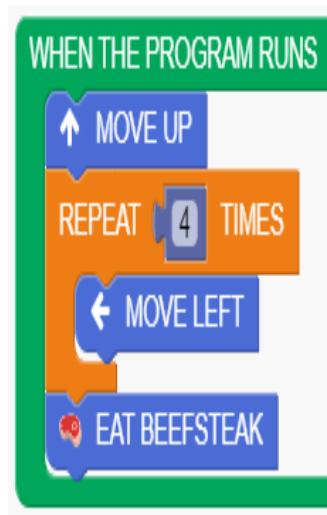 WHEN THE PROGRAM RUNS
MOVE UP
REPEAT 4 TIMES
MOVE LEFT
EAT BEEFSTEAK